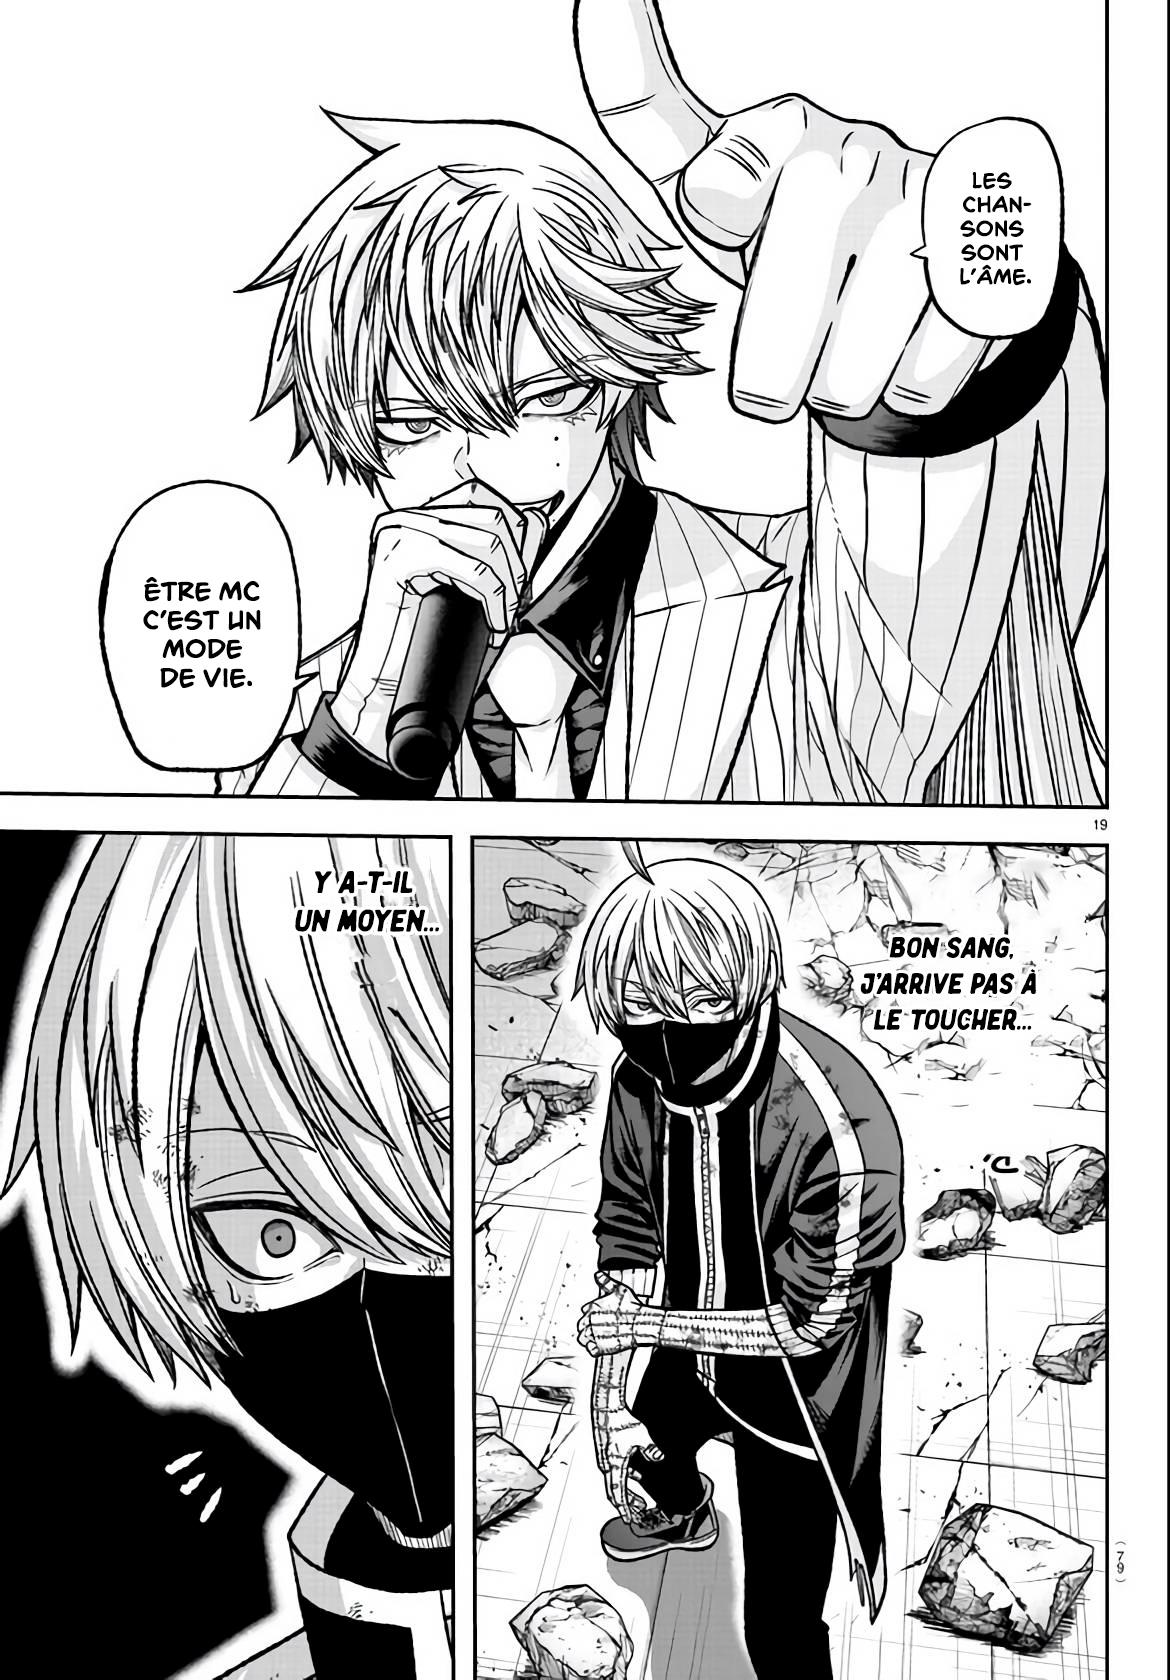 LES
CHAN-
SONS
SONT
L'ÂME.
ÊTRE MC
C'EST UN
MODE
DE VIE.
19
BON SANG,
J'ARRIVE PAS À
LE TOUCHER...
Y A-T-IL
UN MOYEN...
(79)